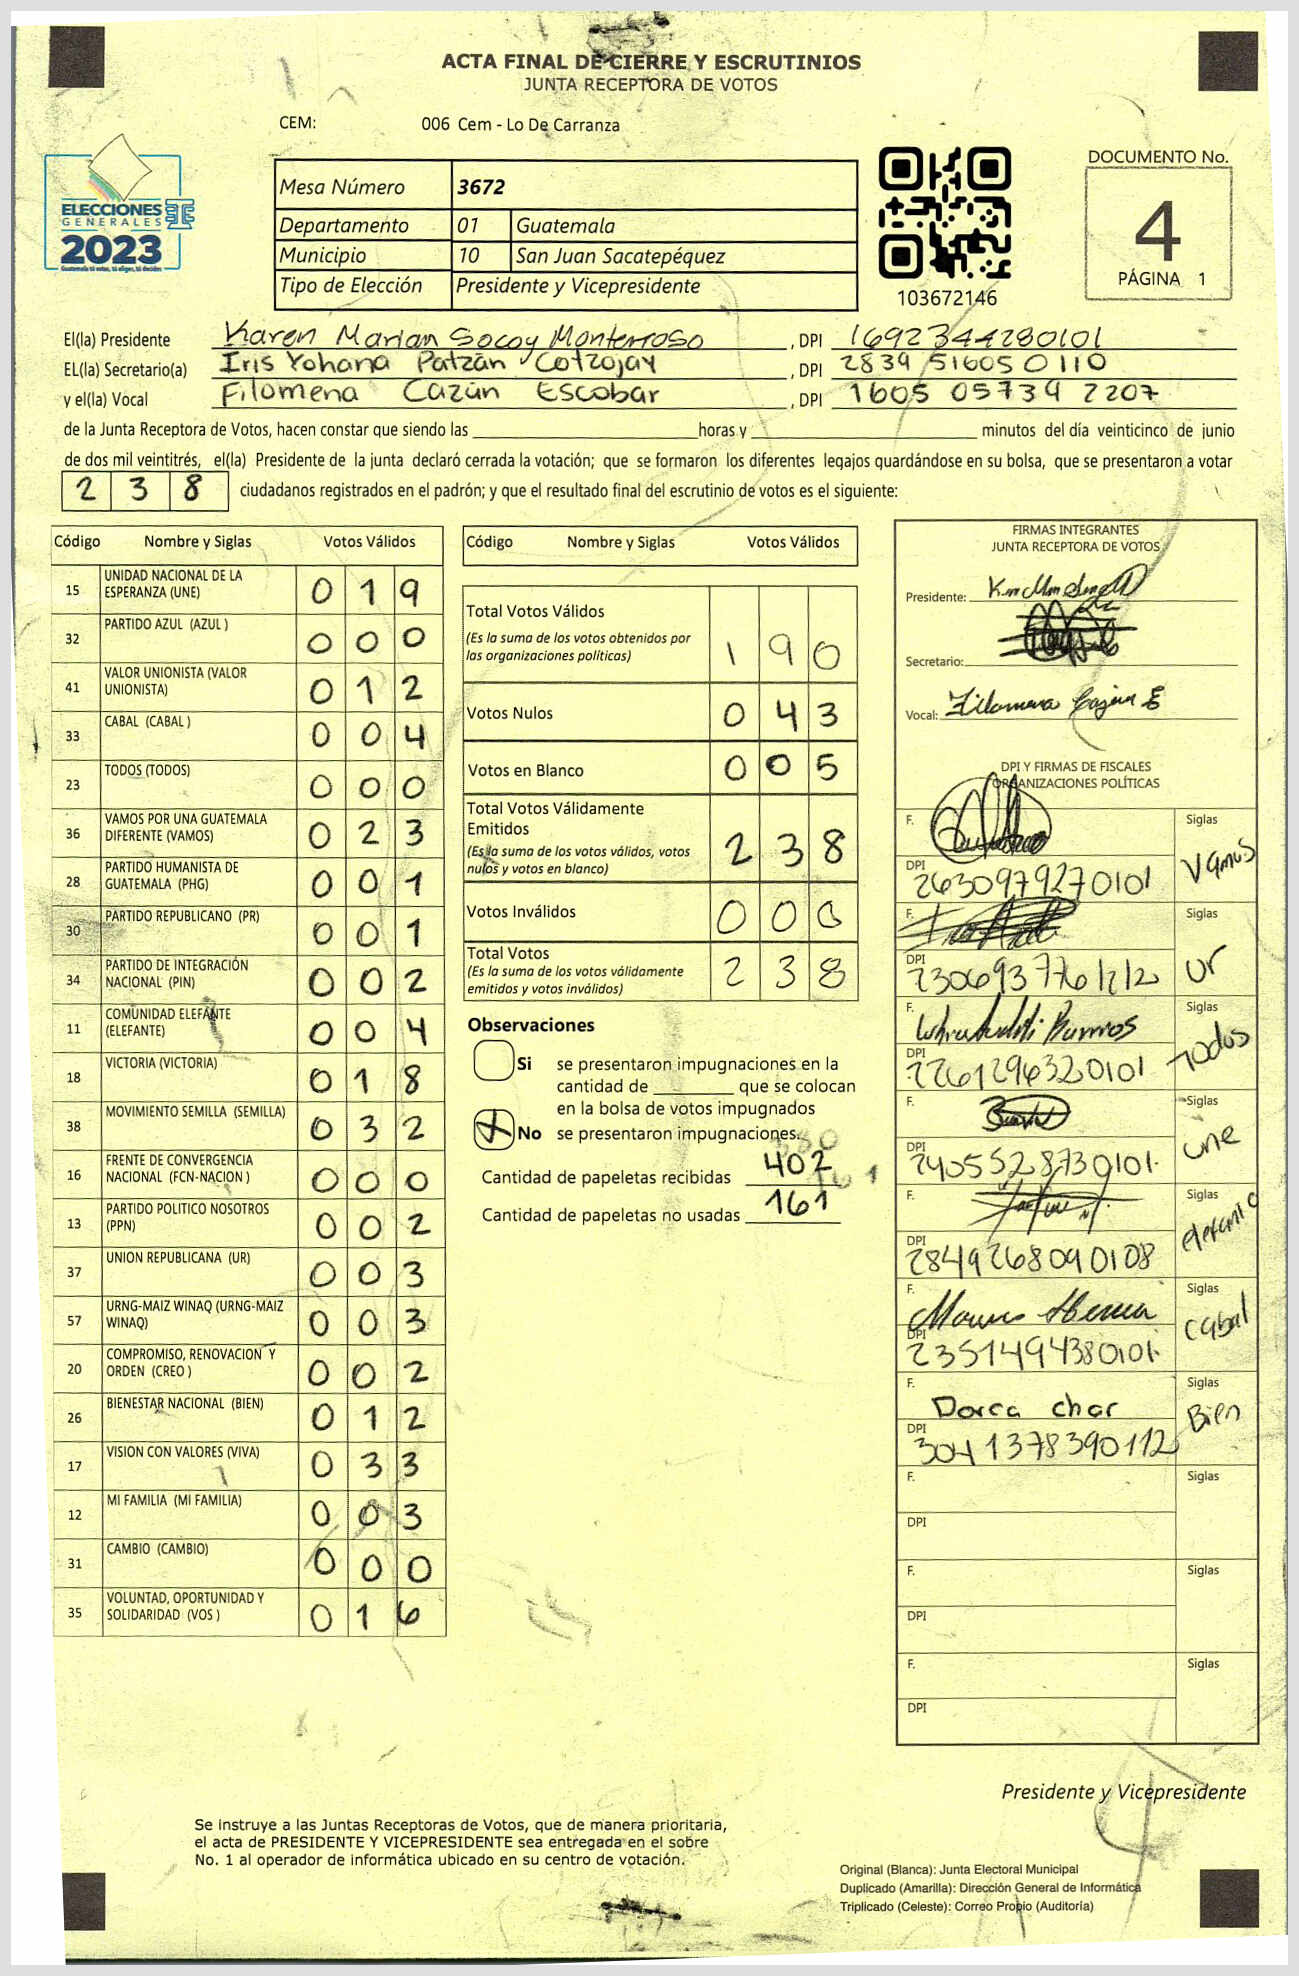 ACTA FINAL DE CIERRE Y ESCRUTINIOS
JUNTA RECEPTORA DE VOTOS
CEM: 006 Cem - Lo De Carranza
ELECCIONES
GENERALES
2023
Guatemala tú votas, tú eliges, tú decides
Mesa Número 3672
Departamento 01 Guatemala
Municipio 10 San Juan Sacatepéquez
Tipo de Elección Presidente y Vicepresidente
103672146
DOCUMENTO No.
4
PÁGINA 1
El(la) Presidente Karen Marian Socoy Monterroso, DPI 1692344280101
EL(la) Secretario(a) Iris Yohana Patzán Cotzojay, DPI 2839 51605 0110
y el(la) Vocal Filomena Cazún Escobar, DPI 1605 05734 2207
de la Junta Receptora de Votos, hacen constar que siendo las horas y minutos del día veinticinco de junio
de dos mil veintitrés, el(la) Presidente de la junta declaró cerrada la votación; que se formaron los diferentes legajos guardándose en su bolsa, que se presentaron a votar
2 3 8 ciudadanos registrados en el padrón; y que el resultado final del escrutinio de votos es el siguiente:
Código Nombre y Siglas Votos Válidos
15 UNIDAD NACIONAL DE LA ESPERANZA (UNE) 0 1 9
32 PARTIDO AZUL (AZUL ) 0 0 0
41 VALOR UNIONISTA (VALOR UNIONISTA) 0 1 2
33 CABAL (CABAL ) 0 0 4
23 TODOS (TODOS) 0 0 0
36 VAMOS POR UNA GUATEMALA DIFERENTE (VAMOS) 0 2 3
28 PARTIDO HUMANISTA DE GUATEMALA (PHG) 0 0 1
30 PARTIDO REPUBLICANO (PR) 0 0 1
34 PARTIDO DE INTEGRACIÓN NACIONAL (PIN) 0 0 2
11 COMUNIDAD ELEFANTE (ELEFANTE) 0 0 4
18 VICTORIA (VICTORIA) 0 1 8
38 MOVIMIENTO SEMILLA (SEMILLA) 0 3 2
16 FRENTE DE CONVERGENCIA NACIONAL (FCN-NACION ) 0 0 0
13 PARTIDO POLITICO NOSOTROS (PPN) 0 0 2
37 UNION REPUBLICANA (UR) 0 0 3
57 URNG-MAIZ WINAQ (URNG-MAIZ WINAQ) 0 0 3
20 COMPROMISO, RENOVACION Y ORDEN (CREO ) 0 0 2
26 BIENESTAR NACIONAL (BIEN) 0 1 2
17 VISION CON VALORES (VIVA) 0 3 3
12 MI FAMILIA (MI FAMILIA) 0 0 3
31 CAMBIO (CAMBIO) 0 0 0
35 VOLUNTAD, OPORTUNIDAD Y SOLIDARIDAD (VOS ) 0 1 6
Código Nombre y Siglas Votos Válidos
Total Votos Válidos 1 9 0
(Es la suma de los votos obtenidos por
las organizaciones políticas)
Votos Nulos 0 4 3
Votos en Blanco 0 0 5
Total Votos Válidamente
Emitidos 2 3 8
(Es la suma de los votos válidos, votos
nulos y votos en blanco)
Votos Inválidos 0 0 0
Total Votos 2 3 8
(Es la suma de los votos válidamente
emitidos y votos inválidos)
Observaciones
Si se presentaron impugnaciones en la
cantidad de que se colocan
en la bolsa de votos impugnados
No se presentaron impugnaciones.
Cantidad de papeletas recibidas 402
Cantidad de papeletas no usadas 161
FIRMAS INTEGRANTES
JUNTA RECEPTORA DE VOTOS
Presidente:
Secretario:
Vocal: Filomena Cazún E
DPI Y FIRMAS DE FISCALES
ORGANIZACIONES POLÍTICAS
F. Siglas Vamos
DPI 2630979270101
F. Siglas Ur
DPI
F. Siglas Todos
DPI 2261296320101
F. Siglas Une
DPI 2405528730101
F. Siglas elefante
DPI 2849268090108
F. Siglas Cabal
DPI 2351494380101
F. Dorca Char Siglas Bien
DPI 3041378390112
F. Siglas
DPI
F. Siglas
DPI
F. Siglas
DPI
Presidente y Vicepresidente
Se instruye a las Juntas Receptoras de Votos, que de manera prioritaria,
el acta de PRESIDENTE Y VICEPRESIDENTE sea entregada en el sobre
No. 1 al operador de informática ubicado en su centro de votación.
Original (Blanca): Junta Electoral Municipal
Duplicado (Amarilla): Dirección General de Informática
Triplicado (Celeste): Correo Propio (Auditoría)